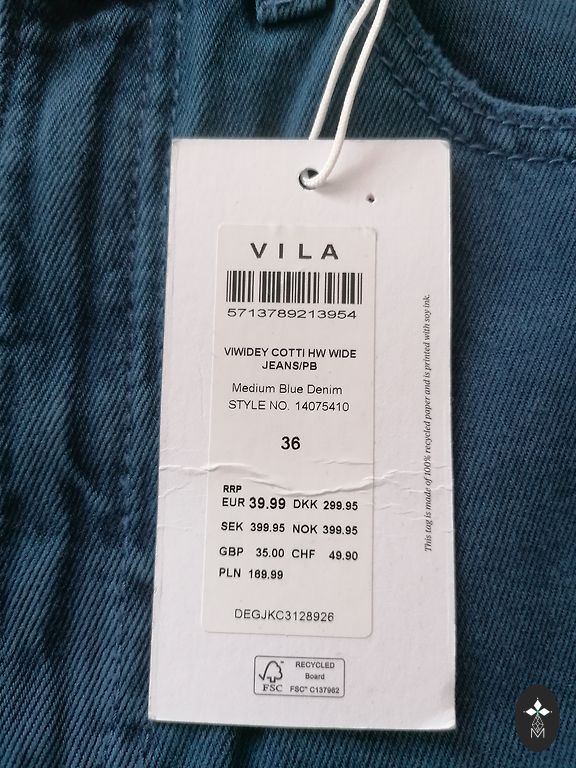 VILA
5713789213954
VIWIDEY COTTI HW WIDE
JEANS/PB
Medium Blue Denim
STYLE NO. 14075410
36
RRP
EUR 39.99 DKK 299.95
SEK 399.95 NOK 399.95
GBP 35.00 CHF 49.90
PLN 169.99
DEGJKC3128926
This tag is made of 100% recycled paper and is printed with soy ink.
FSC
RECYCLED
Board
FSC® C137982
M